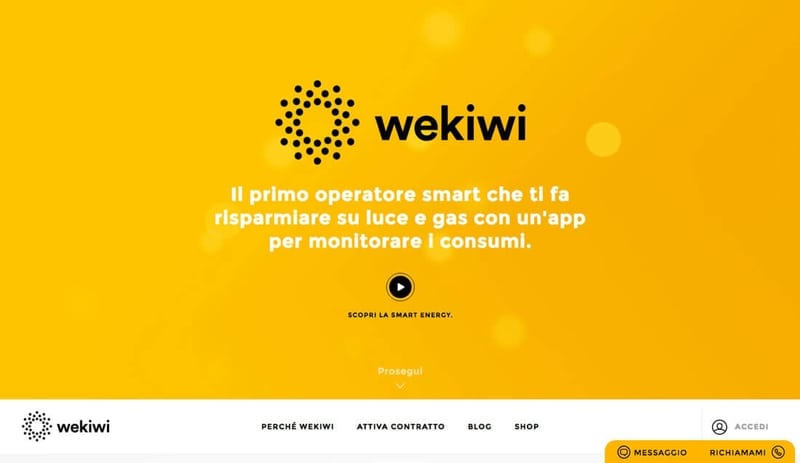 wekiwi
Il primo operatore smart che ti fa
risparmiare su luce e gas con un'app
per monitorare i consumi.
SCOPRI LA SMART ENERGY.
Prosegui
wekiwi
PERCHÉ WEKIWI
ATTIVA CONTRATTO
BLOG
SHOP
ACCEDI
MESSAGGIO
RICHIAMAMI